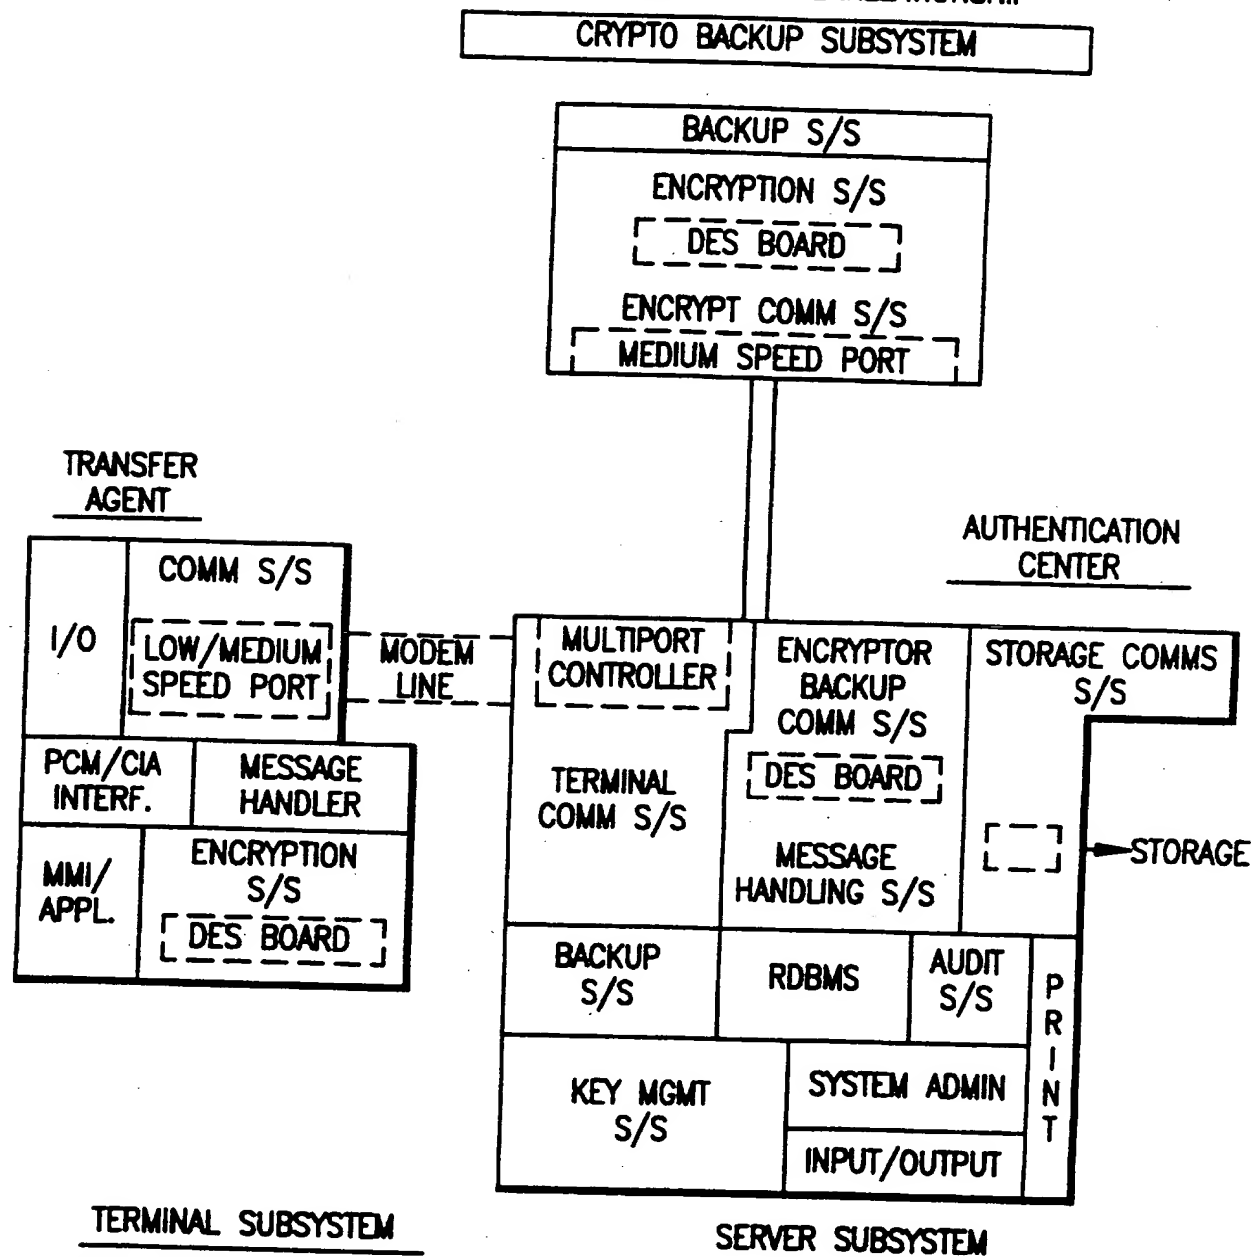 CRYPTO BACKUP SUBSYSTEM
BACKUP S/S
ENCRYPTION S/S
DES BOARD
ENCRYPT COMM S/S
MEDIUM SPEED PORT
TRANSFER
AGENT
I/O
COMM S/S
LOW/MEDIUM
SPEED PORT
PCM/CIA
INTERF.
MESSAGE
HANDLER
MMI/
APPL.
ENCRYPTION
S/S
DES BOARD
MODEM
LINE
AUTHENTICATION
CENTER
MULTIPORT
CONTROLLER
TERMINAL
COMM S/S
ENCRYPTOR
BACKUP
COMM S/S
DES BOARD
MESSAGE
HANDLING S/S
STORAGE COMMS
S/S
STORAGE
BACKUP
S/S
RDBMS
AUDIT
S/S
PRINT
KEY MGMT
S/S
SYSTEM ADMIN
INPUT/OUTPUT
TERMINAL SUBSYSTEM
SERVER SUBSYSTEM